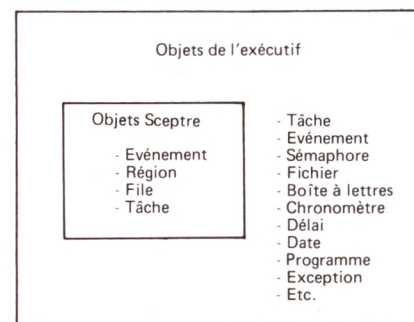 Objets de l'exécutif
Objets Sceptre
- Evénement
- Région
- File
- Tâche
- Tâche
- Evénement
- Sémaphore
- Fichier
- Boîte à lettres
- Chronomètre
- Délai
- Date
- Programme
- Exception
- Etc.